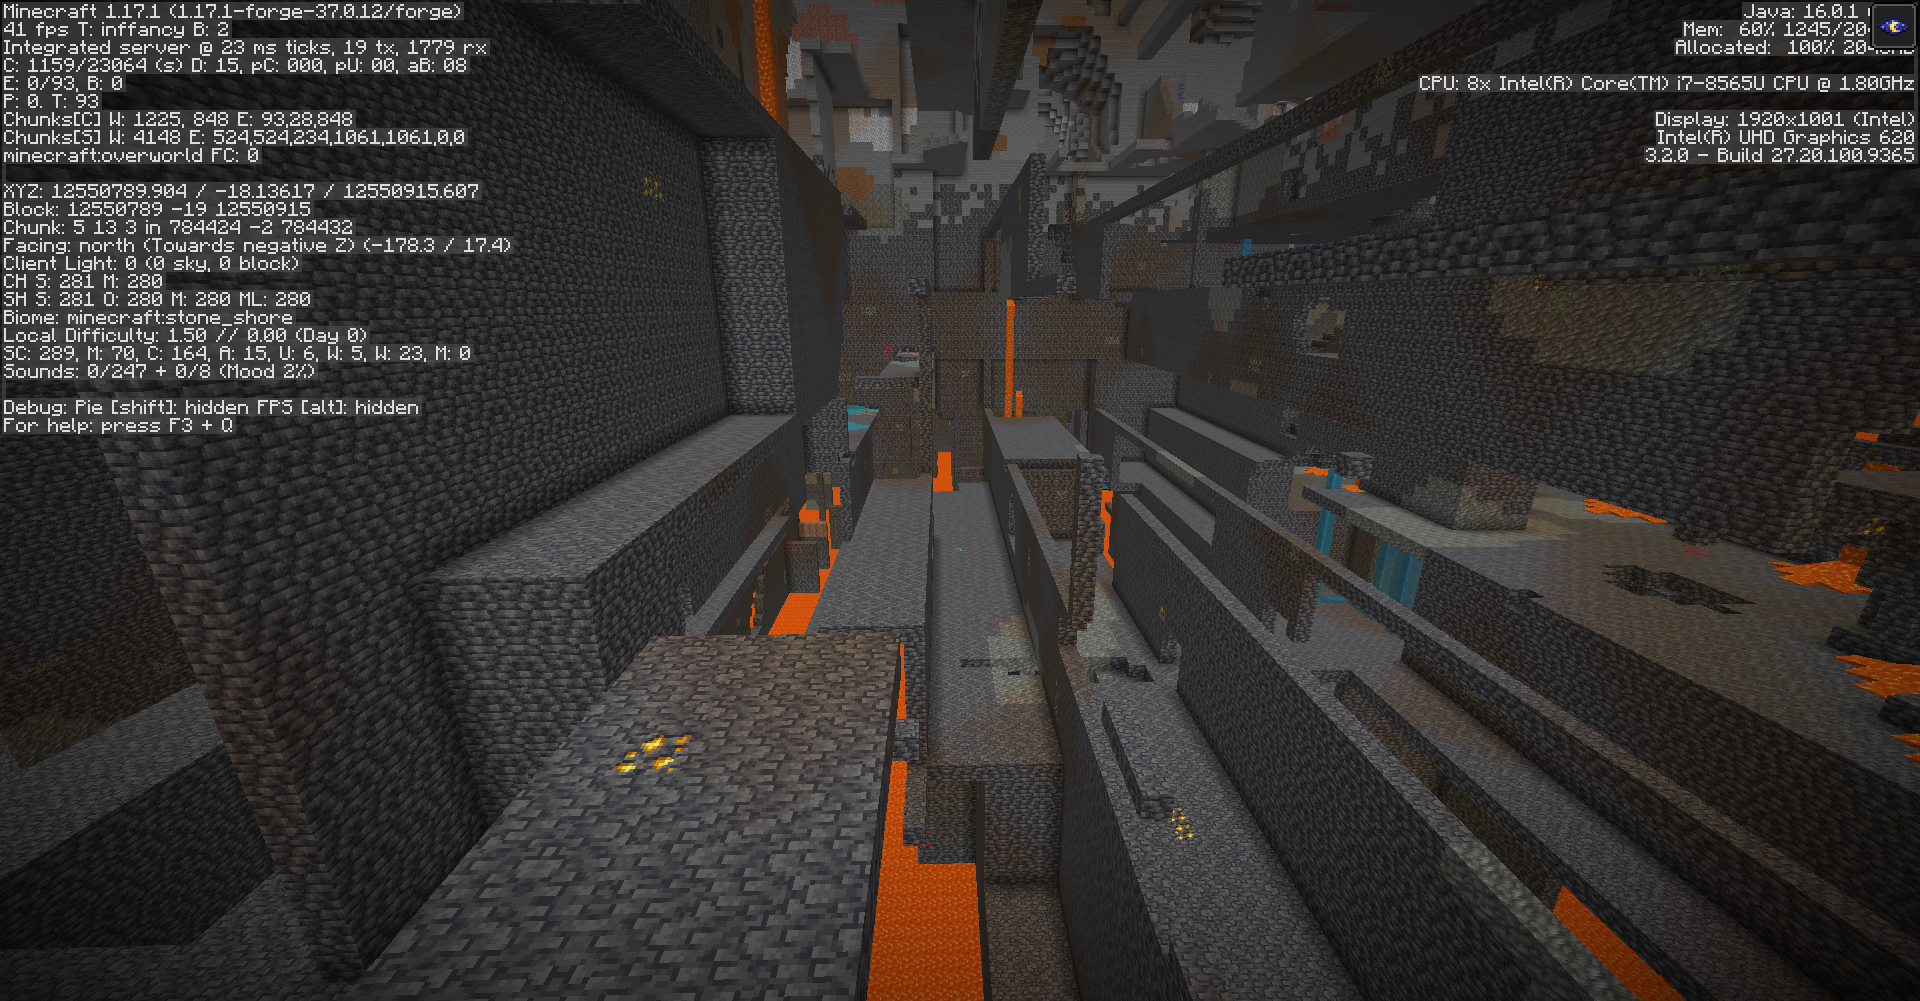 Minecraft 1.17.1 (1.17.1-forge-37.0.12/forge)
41 fps T: inffancy B: 2
Integrated server @ 23 ms ticks, 19 tx, 1779 rx
C: 1159/23064 (s) D: 15, pC: 000, pU: 00, aB: 08
E: 0/93, B: 0
P: 0. T: 93
Chunks[C] W: 1225, 848 E: 93,28,848
Chunks[S] W: 4148 E: 524,524,234,1061,1061,0,0
minecraft:overworld FC: 0
XYZ: 12550789.904 / -18.13617 / 12550915.607
Block: 12550789 -19 12550915
Chunk: 5 13 3 in 784424 -2 784432
Facing: north (Towards negative Z) (-178.3 / 17.4)
Client Light: 0 (0 sky, 0 block)
CH S: 281 M: 280
SH S: 281 O: 280 M: 280 ML: 280
Biome: minecraft:stone_shore
Local Difficulty: 1.50 // 0.00 (Day 0)
SC: 289, M: 70, C: 164, A: 15, U: 6, W: 5, W: 23, M: 0
Sounds: 0/247 + 0/8 (Mood 2%)
Debug: Pie [shift]: hidden FPS [alt]: hidden
For help: press F3 + Q
Java: 16.0.1
Mem: 60% 1245/20
Allocated: 100% 20
CPU: 8x Intel(R) Core(TM) i7-8565U CPU @ 1.80GHz
Display: 1920x1001 (Intel)
Intel(R) UHD Graphics 620
3.2.0 - Build 27.20.100.9365